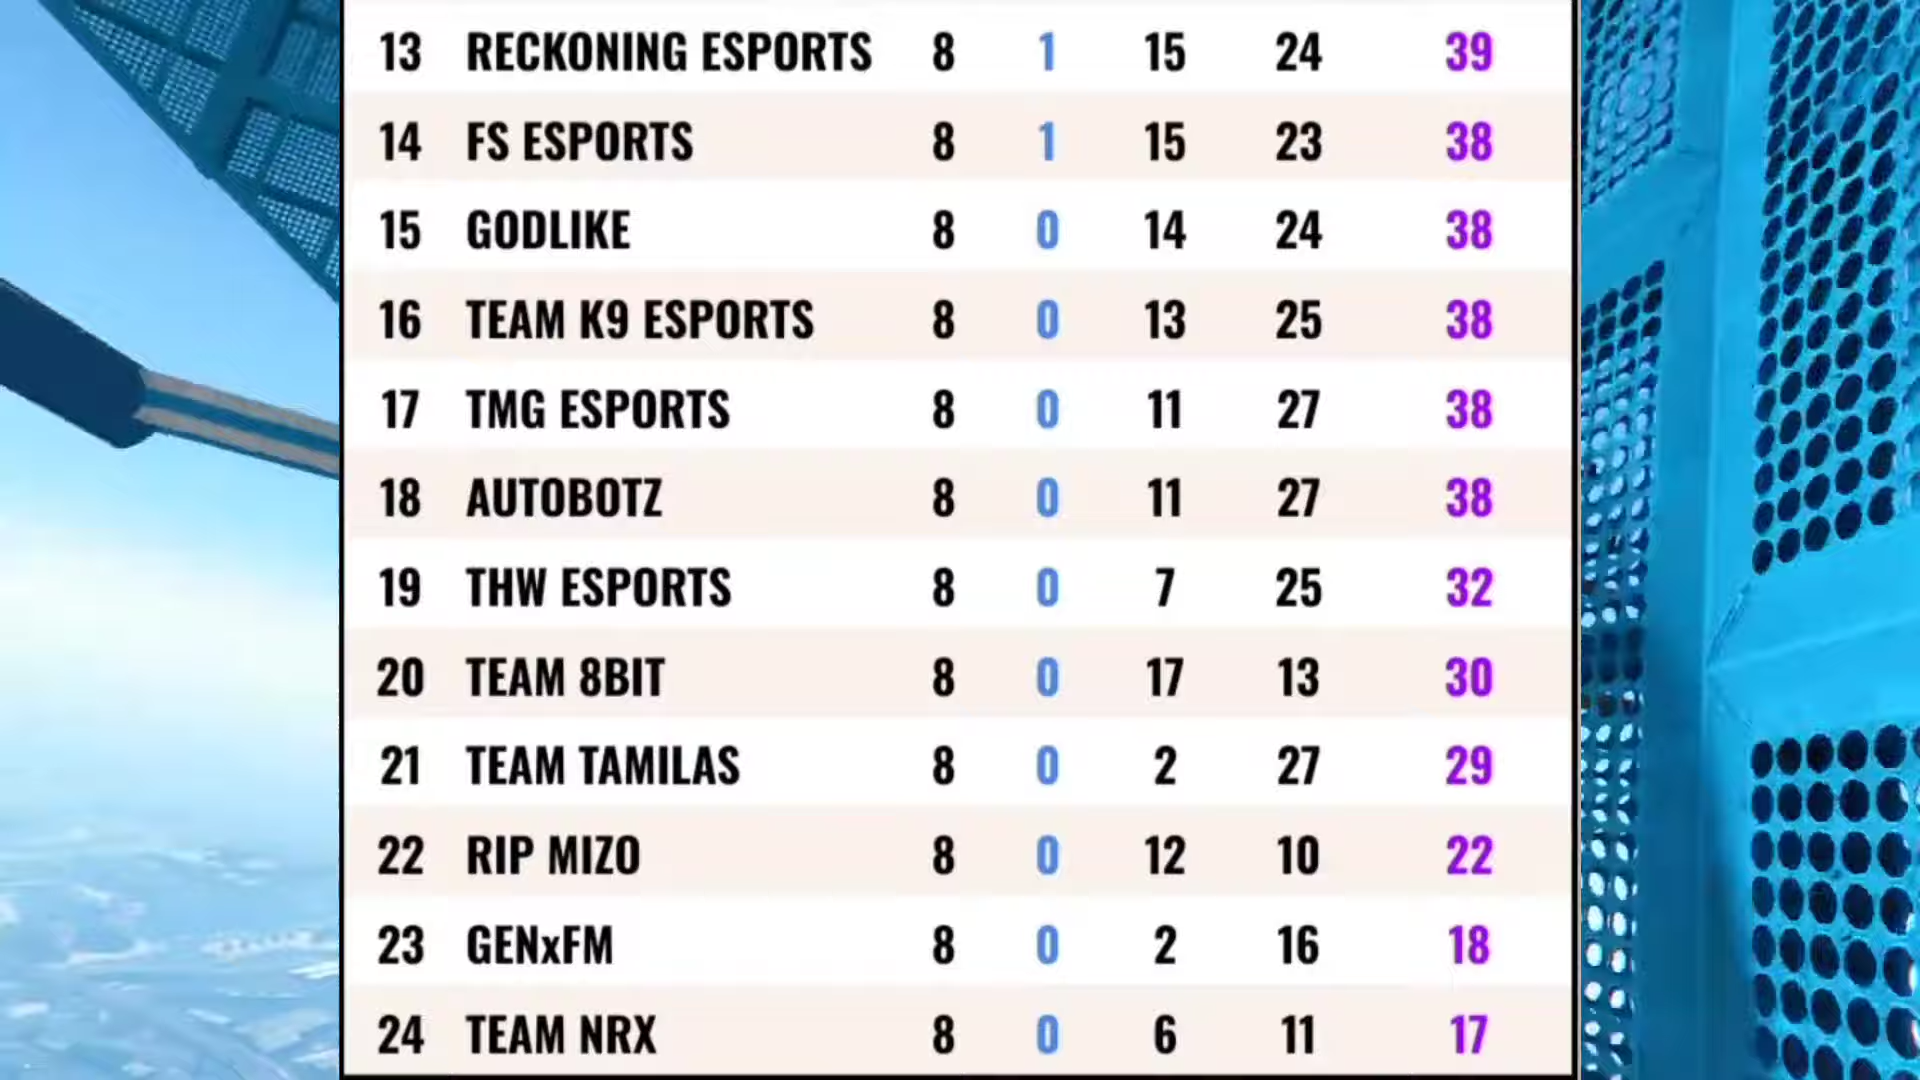 13 RECKONING ESPORTS 8 1 15 24 39
14 FS ESPORTS 8 1 15 23 38
15 GODLIKE 8 0 14 24 38
16 TEAM K9 ESPORTS 8 0 13 25 38
17 TMG ESPORTS 8 0 11 27 38
18 AUTOBOTZ 8 0 11 27 38
19 THW ESPORTS 8 0 7 25 32
20 TEAM 8BIT 8 0 17 13 30
21 TEAM TAMILAS 8 0 2 27 29
22 RIP MIZO 8 0 12 10 22
23 GENxFM 8 0 2 16 18
24 TEAM NRX 8 0 6 11 17